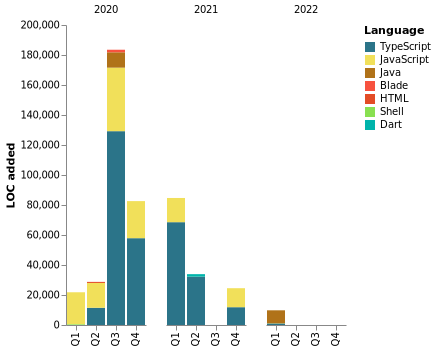 2020 2021 2022
200,000
180,000
160,000
140,000
120,000
100,000
80,000
60,000
40,000
20,000
0
LOC added
Q1 Q2 Q3 Q4 Q1 Q2 Q3 Q4 Q1 Q2 Q3 Q4
Language
TypeScript
JavaScript
Java
Blade
HTML
Shell
Dart